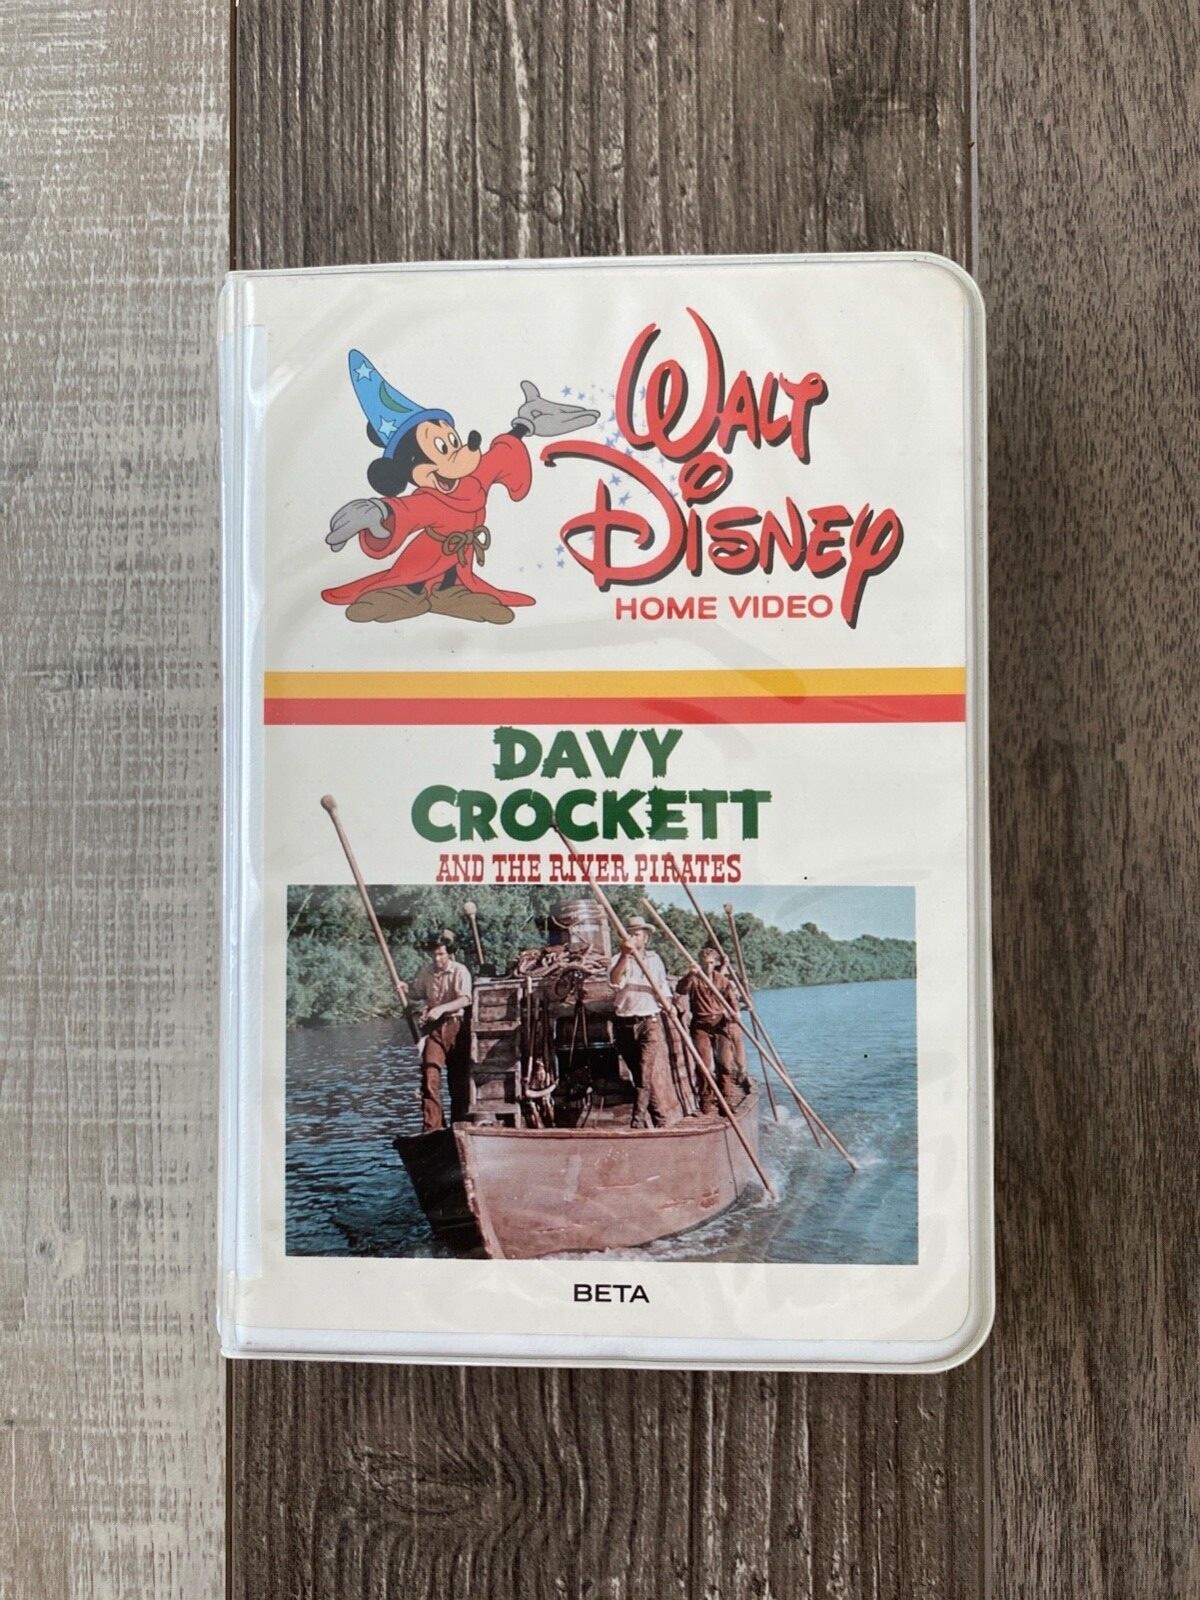 WALT
DISNEY
HOME VIDEO
DAVY
CROCKETT
AND THE RIVER PIRATES
BETA